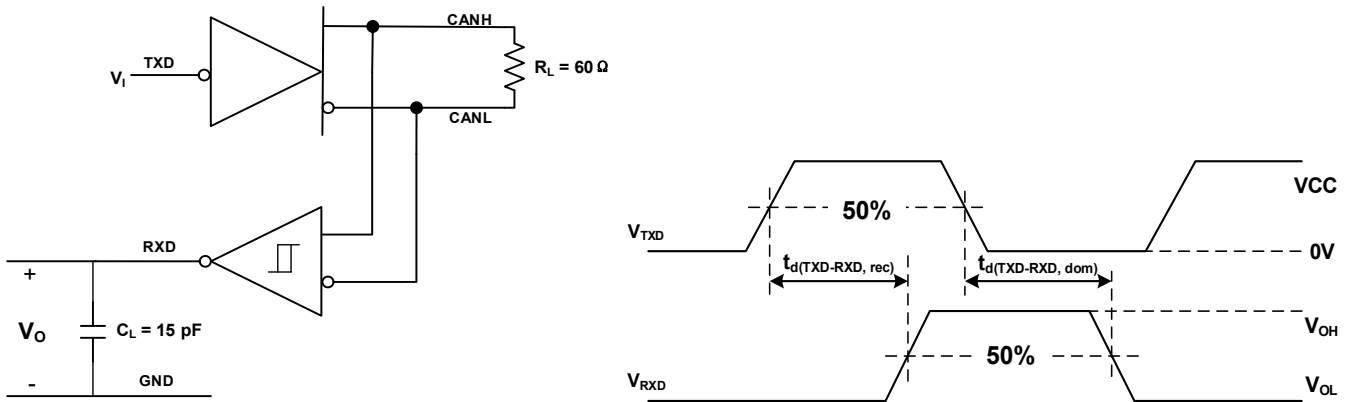 CANH
TXD
V_I
R_L = 60 Ω
CANL
RXD
+
V_O
C_L = 15 pF
-
GND
VCC
50%
V_TXD
0V
t_d(TXD-RXD, rec)
t_d(TXD-RXD, dom)
V_OH
50%
V_RXD
V_OL